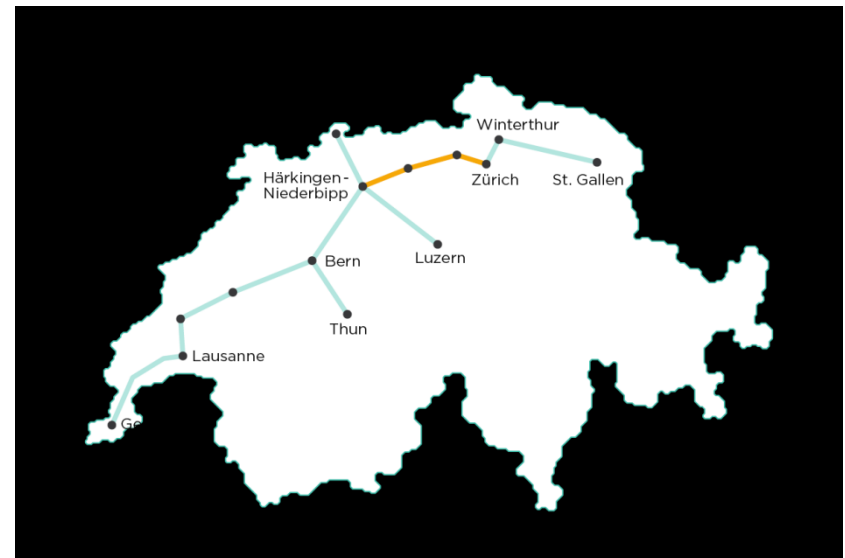 Winterthur
Härkingen-
Niederbipp
Zürich
St. Gallen
Luzern
Bern
Thun
Lausanne